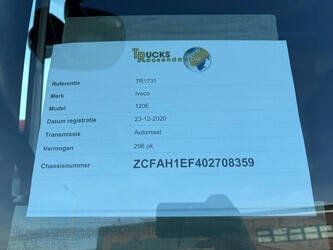 TRUCKS
ROOSENDAAL
Referentie TR1731
Merk Iveco
Model 120E
Datum registratie 23-12-2020
Transmissie Automaat
Vermogen 206 pk
Chassisnummer ZCFAH1EF402708359